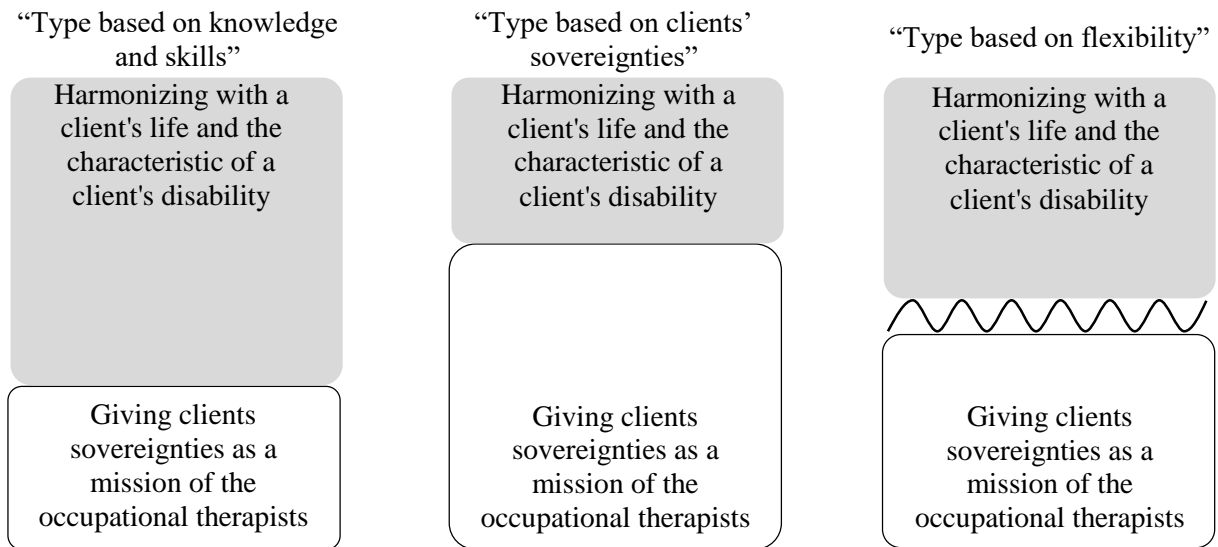 “Type based on knowledge
and skills”
Harmonizing with a
client's life and the
characteristic of a
client's disability
Giving clients
sovereignties as a
mission of the
occupational therapists
“Type based on clients’
sovereignties”
Harmonizing with a
client's life and the
characteristic of a
client's disability
Giving clients
sovereignties as a
mission of the
occupational therapists
“Type based on flexibility”
Harmonizing with a
client's life and the
characteristic of a
client's disability
Giving clients
sovereignties as a
mission of the
occupational therapists